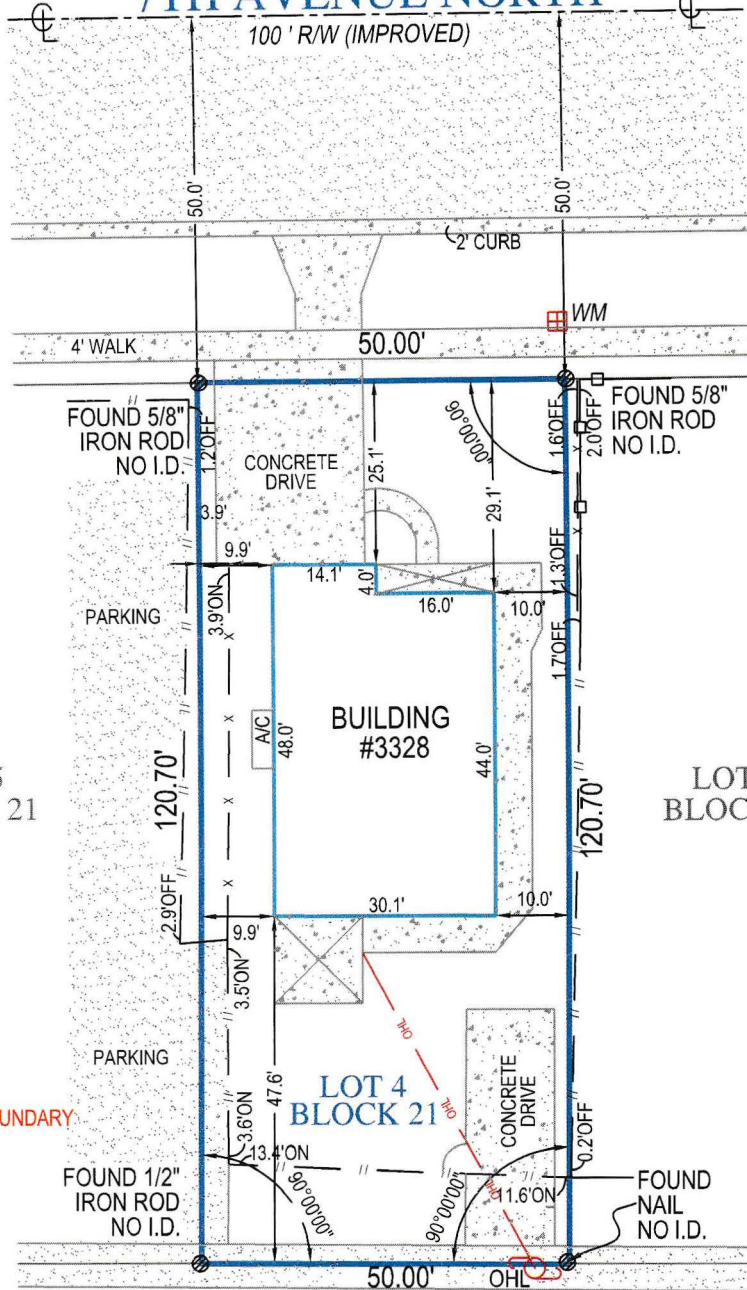 7TH AVENUE NORTH
100 ' R/W (IMPROVED)
50.0'
50.0'
2' CURB
WM
4' WALK
50.00'
FOUND 5/8"
IRON ROD
NO I.D.
1.2'OFF
CONCRETE
DRIVE
25.1'
90°00'00"
29.1'
1.6'OFF
2.0'OFF
FOUND 5/8"
IRON ROD
NO I.D.
3.9'
9.9'
14.1'
4.0'
16.0'
10.0'
1.3'OFF
1.7'OFF
PARKING
3.9'ON
A/C
48.0'
BUILDING
#3328
44.0'
120.70'
120.70'
21
LOT
BLOC
2.9'OFF
9.9'
30.1'
10.0'
3.5'ON
OHL
PARKING
47.6'
LOT 4
BLOCK 21
OHL
CONCRETE
DRIVE
UNDARY
3.6'ON
13.4'ON
0.2'OFF
FOUND 1/2"
IRON ROD
NO I.D.
90°00'00"
90°00'00"
OHL
11.6'ON
FOUND
NAIL
NO I.D.
50.00'
OHL